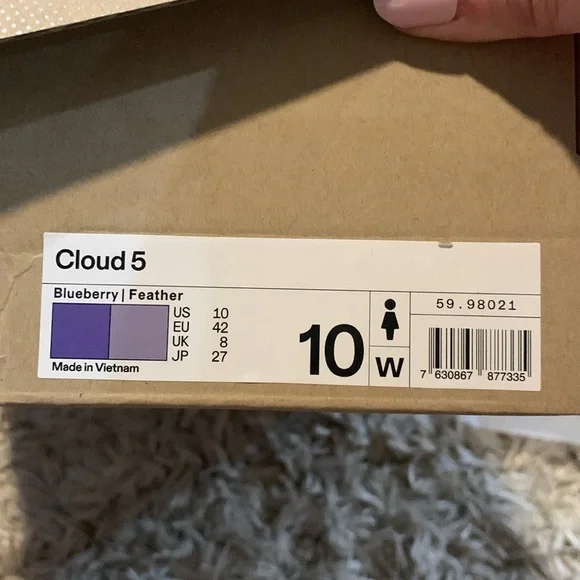 Cloud 5
Blueberry | Feather
US 10
EU 42
UK 8
JP 27
Made in Vietnam
10
W
59.98021
7 630867 877335